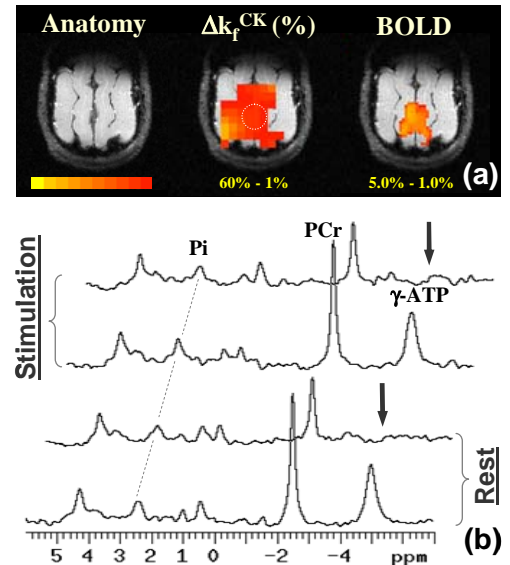 Anatomy Δk_f^CK (%) BOLD
60% - 1% 5.0% - 1.0%
(a)
Stimulation
Pi
PCr
γ-ATP
Rest
5 4 3 2 1 0 -2 -4 ppm
(b)